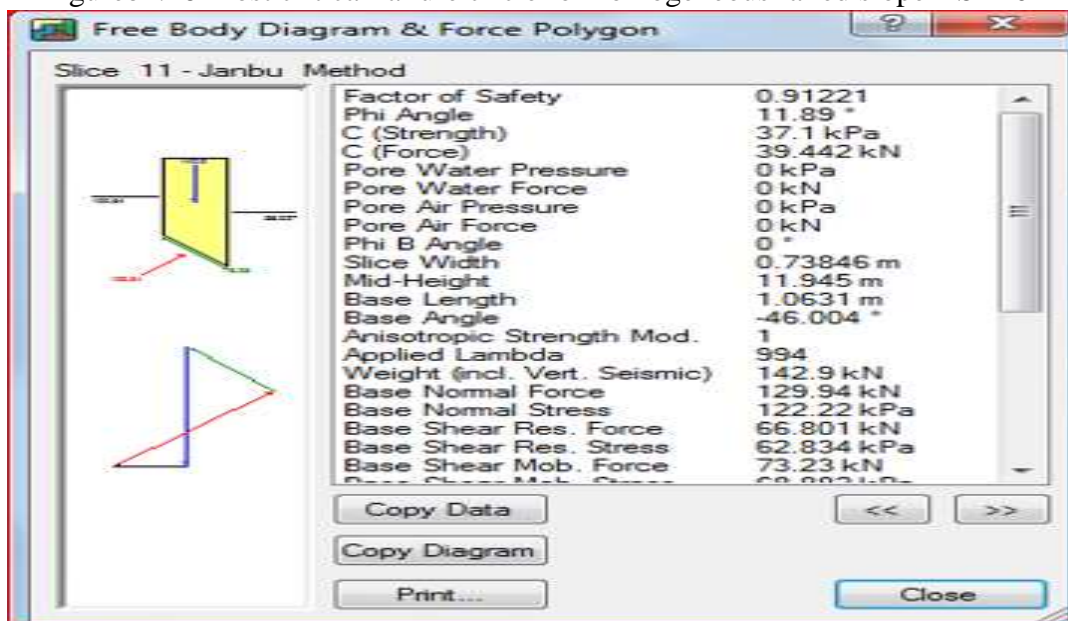 Free Body Diagram & Force Polygon
Slice 11 - Janbu Method
Factor of Safety 0.91221
Phi Angle 11.89 °
C (Strength) 37.1 kPa
C (Force) 39.442 kN
Pore Water Pressure 0 kPa
Pore Water Force 0 kN
Pore Air Pressure 0 kPa
Pore Air Force 0 kN
Phi B Angle 0 °
Slice Width 0.73846 m
Mid-Height 11.945 m
Base Length 1.0631 m
Base Angle -46.004 °
Anisotropic Strength Mod. 1
Applied Lambda 994
Weight (incl. Vert. Seismic) 142.9 kN
Base Normal Force 129.94 kN
Base Normal Stress 122.22 kPa
Base Shear Res. Force 66.801 kN
Base Shear Res. Stress 62.834 kPa
Base Shear Mob. Force 73.23 kN
Copy Data
<< >>
Copy Diagram
Print...
Close